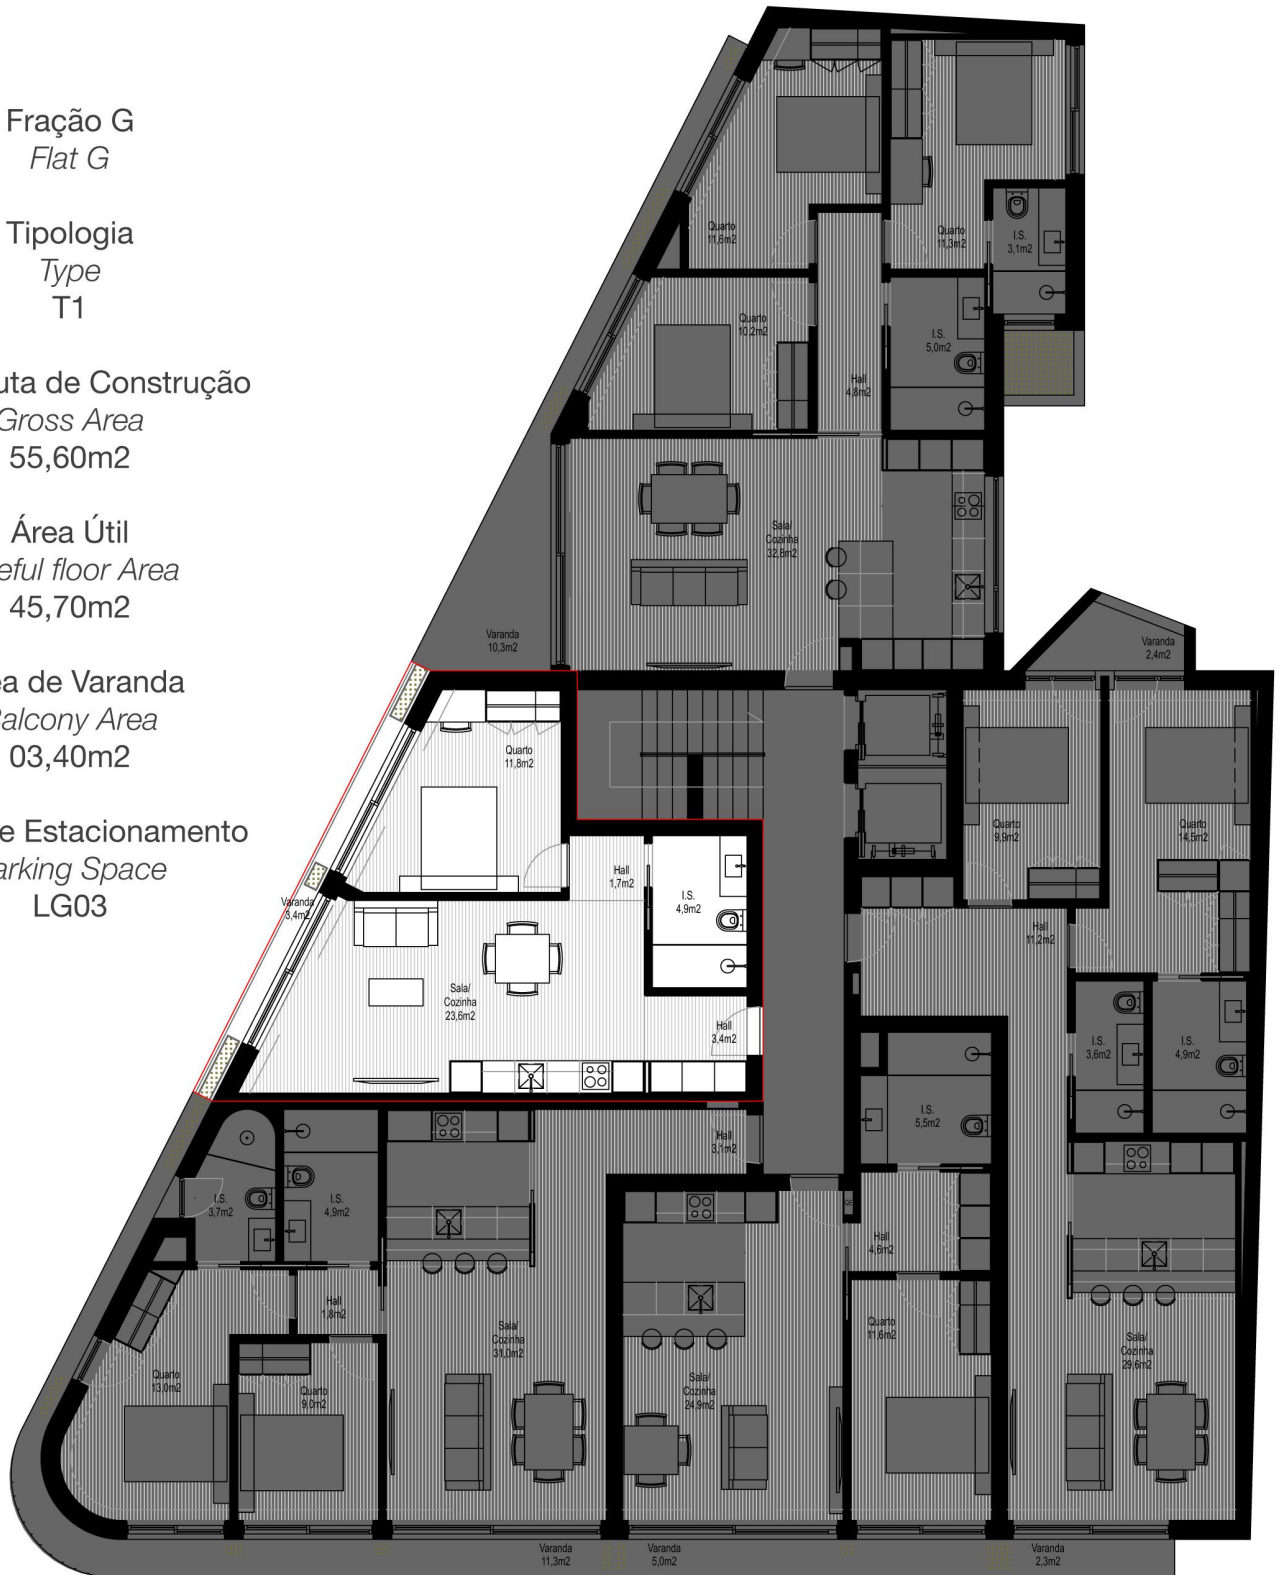 Fração G
Flat G
Tipologia
Type
T1
uta de Construção
Gross Area
55,60m2
Área Útil
eful floor Area
45,70m2
a de Varanda
Balcony Area
03,40m2
e Estacionamento
arking Space
LG03
Quarto
11,6m2
Quarto
11,3m2
I.S.
3,1m2
Quarto
10,2m2
I.S.
5,0m2
Hall
4,8m2
Sala/
Cozinha
32,8m2
Varanda
10,3m2
Varanda
2,4m2
Quarto
11,8m2
Quarto
9,9m2
Quarto
14,5m2
Hall
1,7m2
I.S.
4,9m2
Varanda
3,4m2
Hall
11,2m2
Sala/
Cozinha
23,6m2
Hall
3,4m2
I.S.
3,6m2
I.S.
4,9m2
I.S.
5,5m2
Hall
3,1m2
I.S.
3,7m2
I.S.
4,9m2
QE
Hall
4,6m2
Hall
1,8m2
Sala/
Cozinha
31,0m2
Quarto
11,6m2
Sala/
Cozinha
29,6m2
Quarto
13,0m2
Quarto
9,0m2
Sala/
Cozinha
24,9m2
Varanda
11,3m2
Varanda
5,0m2
Varanda
2,3m2